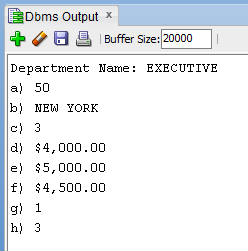 Dbms Output x
Buffer Size: 20000
Department Name: EXECUTIVE
a) 50
b) NEW YORK
c) 3
d) $4,000.00
e) $5,000.00
f) $4,500.00
g) 1
h) 3